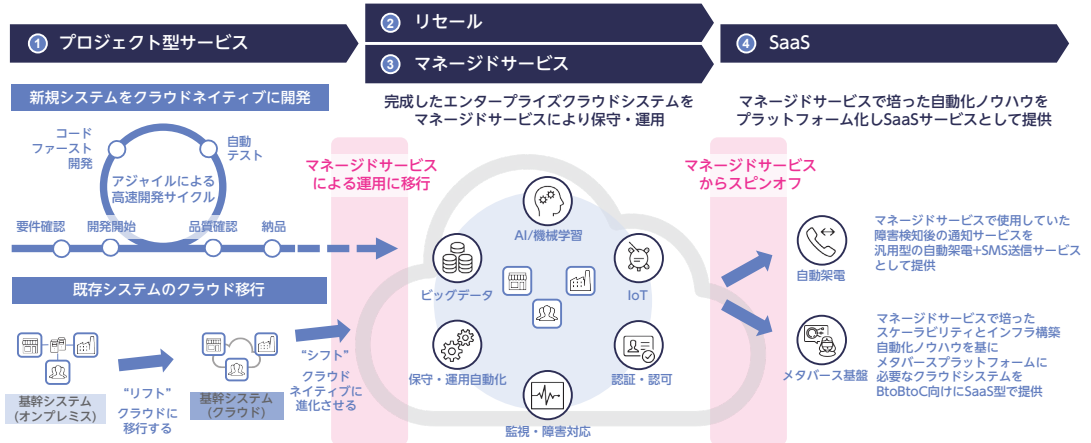 1 プロジェクト型サービス
2 リセール
3 マネージドサービス
4 SaaS
新規システムをクラウドネイティブに開発
コード
ファースト
開発
自動
テスト
アジャイルによる
高速開発サイクル
要件確認
開発開始
品質確認
納品
既存システムのクラウド移行
基幹システム
(オンプレミス)
“リフト”
クラウドに
移行する
基幹システム
(クラウド)
“シフト”
クラウド
ネイティブに
進化させる
完成したエンタープライズクラウドシステムを
マネージドサービスにより保守・運用
マネージドサービス
による運用に移行
AI/機械学習
ビッグデータ
IoT
保守・運用自動化
認証・認可
監視・障害対応
マネージドサービスで培った自動化ノウハウを
プラットフォーム化しSaaSサービスとして提供
マネージドサービス
からスピンオフ
自動架電
マネージドサービスで使用していた
障害検知後の通知サービスを
汎用型の自動架電+SMS送信サービス
として提供
メタバース基盤
マネージドサービスで培った
スケーラビリティとインフラ構築
自動化ノウハウを基に
メタバースプラットフォームに
必要なクラウドシステムを
BtoBtoC向けにSaaS型で提供